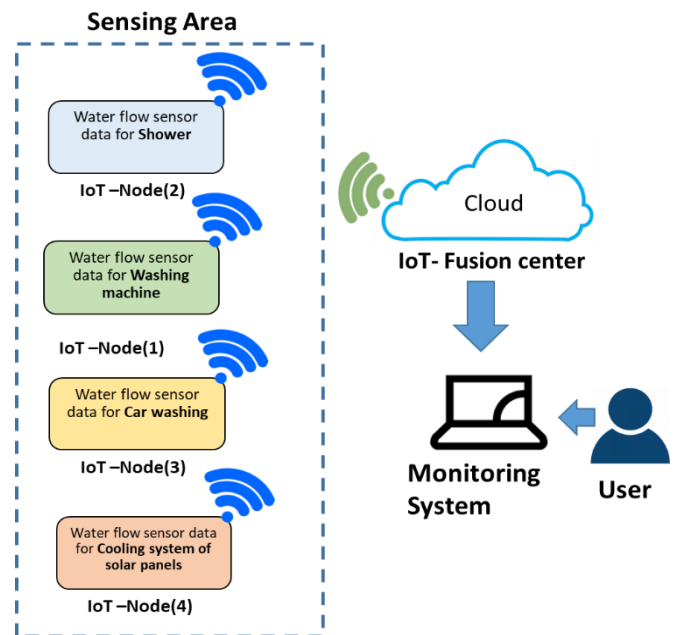 Sensing Area
Water flow sensor
data for Shower
IoT –Node(2)
Water flow sensor
data for Washing
machine
IoT –Node(1)
Water flow sensor
data for Car washing
IoT –Node(3)
Water flow sensor data
for Cooling system of
solar panels
IoT –Node(4)
Cloud
IoT- Fusion center
Monitoring
System
User